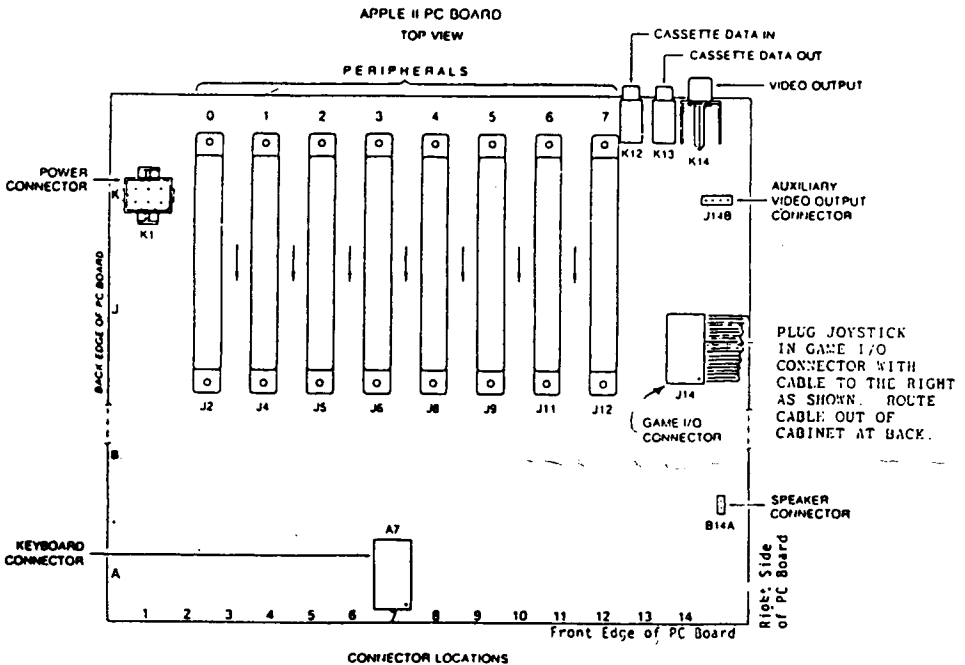 APPLE II PC BOARD
TOP VIEW
PERIPHERALS
CASSETTE DATA IN
CASSETTE DATA OUT
VIDEO OUTPUT
0 1 2 3 4 5 6 7
K12 K13 K14
POWER
CONNECTOR
K
K1
AUXILIARY
VIDEO OUTPUT
CONNECTOR
J14B
BACK EDGE OF PC BOARD
J
PLUG JOYSTICK
IN GAME I/O
CONNECTOR WITH
CABLE TO THE RIGHT
AS SHOWN. ROUTE
CABLE OUT OF
CABINET AT BACK.
J2 J4 J5 J6 J8 J9 J11 J12
J14
GAME I/O
CONNECTOR
B
SPEAKER
CONNECTOR
B14A
A7
KEYBOARD
CONNECTOR
A
Right Side
of PC Board
1 2 3 4 5 6 7 8 9 10 11 12 13 14
Front Edge of PC Board
CONNECTOR LOCATIONS